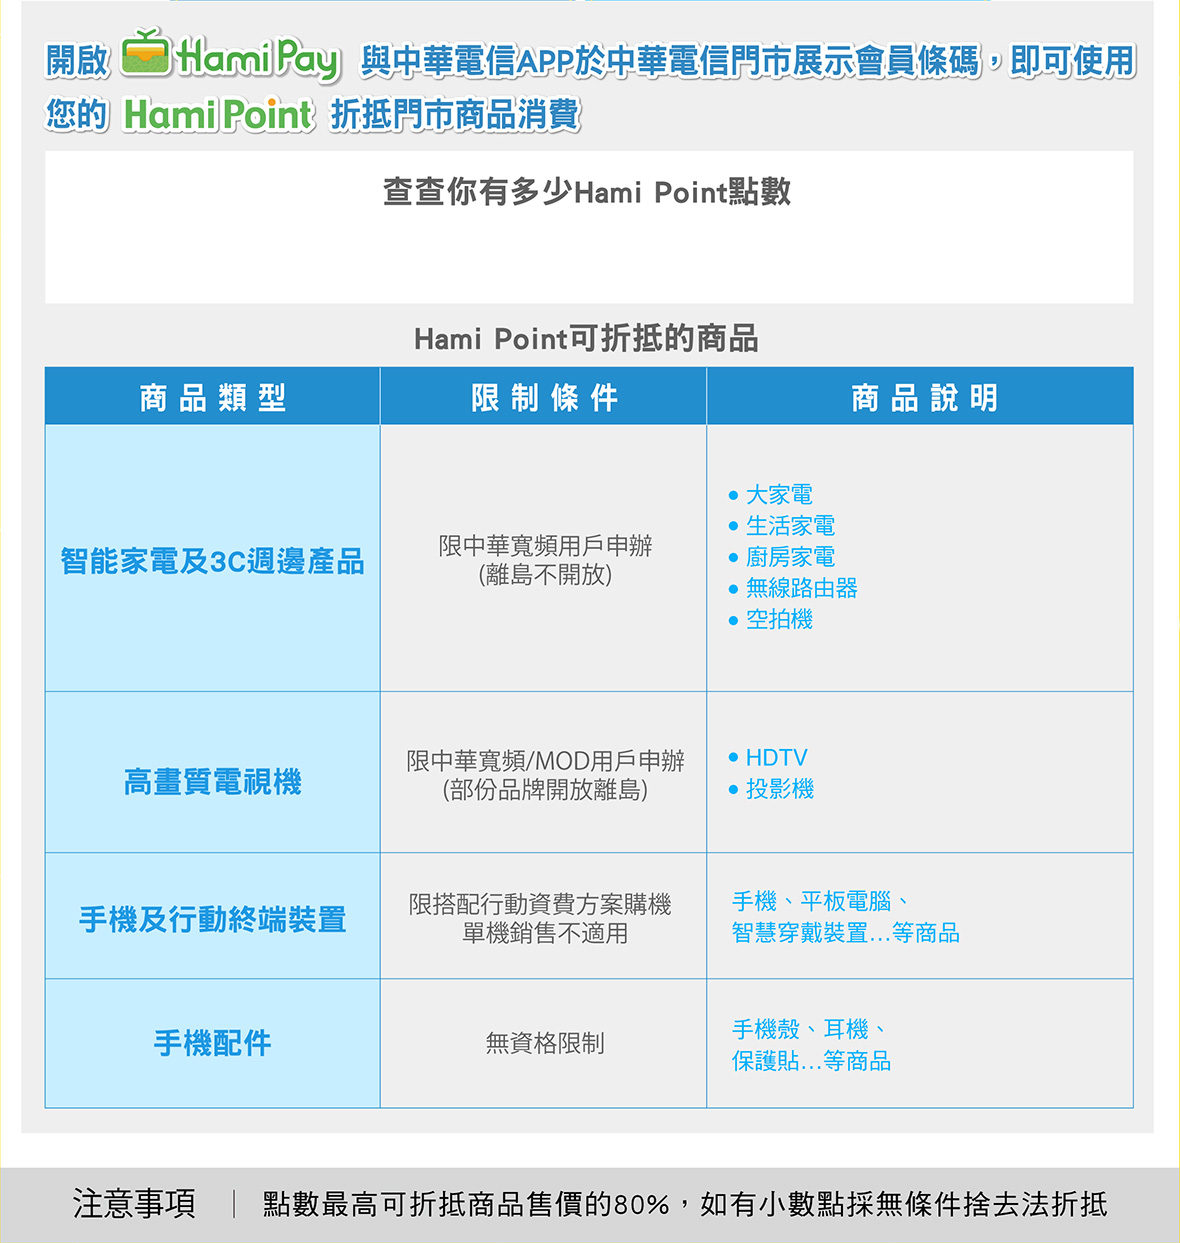 開啟 Hami Pay 與中華電信APP於中華電信門市展示會員條碼，即可使用
您的 Hami Point 折抵門市商品消費
查查你有多少Hami Point點數
Hami Point可折抵的商品
商品類型 限制條件 商品說明
智能家電及3C週邊產品
限中華寬頻用戶申辦
(離島不開放)
• 大家電
• 生活家電
• 廚房家電
• 無線路由器
• 空拍機
高畫質電視機
限中華寬頻/MOD用戶申辦
(部份品牌開放離島)
• HDTV
• 投影機
手機及行動終端裝置
限搭配行動資費方案購機
單機銷售不適用
手機、平板電腦、
智慧穿戴裝置...等商品
手機配件
無資格限制
手機殼、耳機、
保護貼...等商品
注意事項｜點數最高可折抵商品售價的80%，如有小數點採無條件捨去法折抵